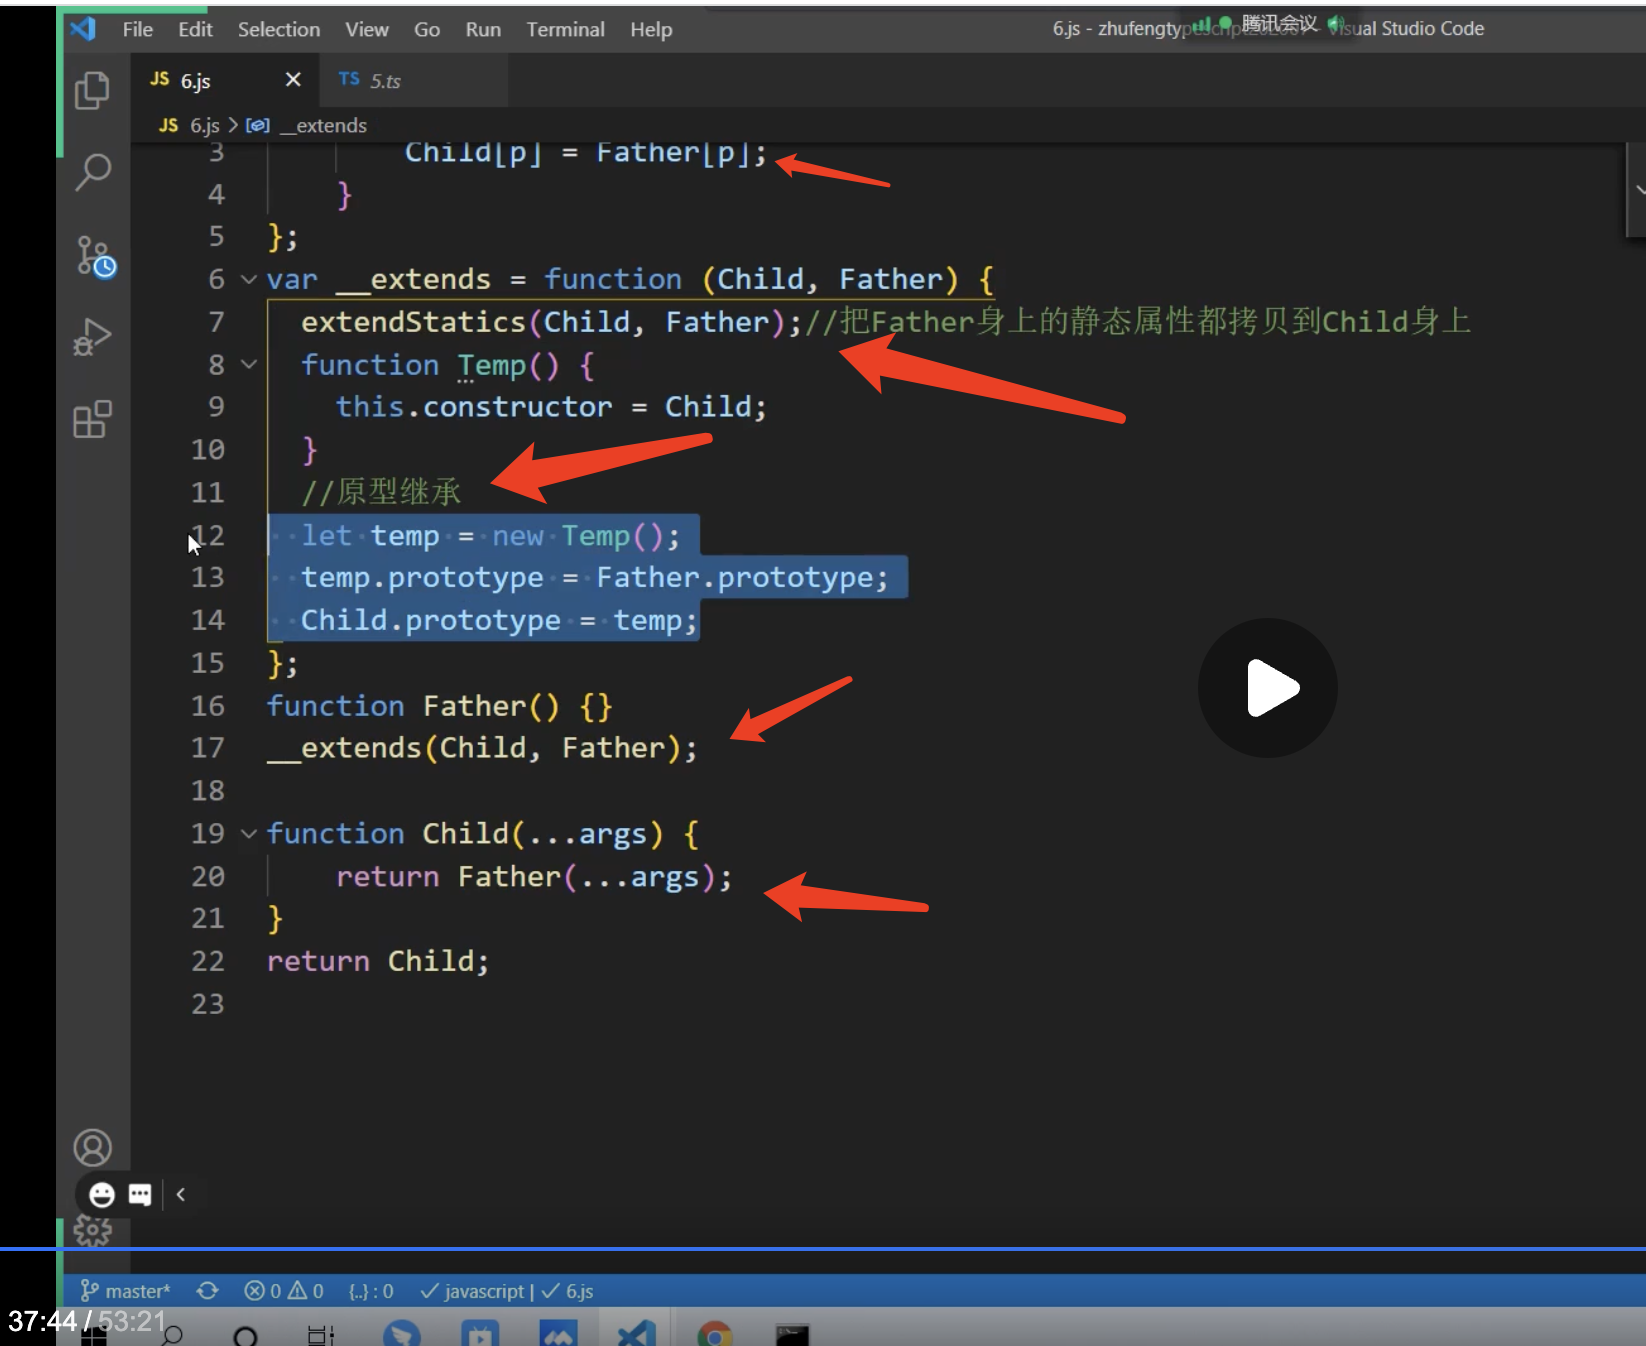 File Edit Selection View Go Run Terminal Help
6.js - zhufengtypescript202007 - Visual Studio Code
腾讯会议
JS 6.js × TS 5.ts
JS 6.js > __extends
3 Child[p] = Father[p];
4 }
5 };
6 var __extends = function (Child, Father) {
7 extendStatics(Child, Father);//把Father身上的静态属性都拷贝到Child身上
8 function Temp() {
9 this.constructor = Child;
10 }
11 //原型继承
12 let temp = new Temp();
13 temp.prototype = Father.prototype;
14 Child.prototype = temp;
15 };
16 function Father() {}
17 __extends(Child, Father);
18
19 function Child(...args) {
20 return Father(...args);
21 }
22 return Child;
23
master* 0 0 {..} : 0 ✓ javascript | ✓ 6.js
37:44 / 53:21